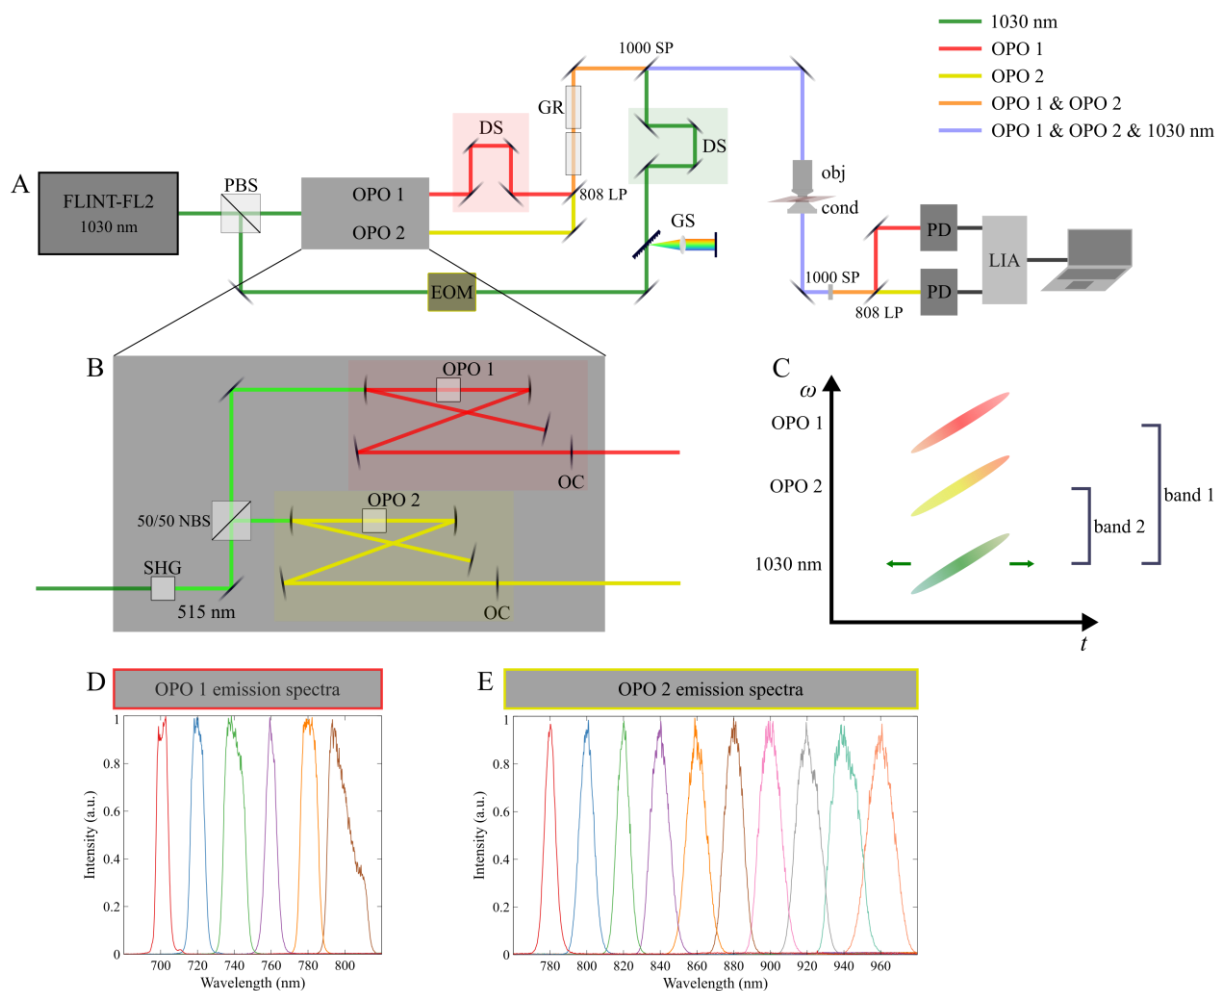 1030 nm
OPO 1
OPO 2
OPO 1 & OPO 2
OPO 1 & OPO 2 & 1030 nm
A
FLINT-FL2
1030 nm
PBS
OPO 1
OPO 2
EOM
DS
GR
808 LP
1000 SP
DS
GS
obj
cond
1000 SP
808 LP
PD
PD
LIA
B
SHG
515 nm
50/50 NBS
OPO 1
OC
OPO 2
OC
C
ω
OPO 1
OPO 2
1030 nm
band 2
band 1
t
D
OPO 1 emission spectra
Intensity (a.u.)
1
0.8
0.6
0.4
0.2
0
700 720 740 760 780 800
Wavelength (nm)
E
OPO 2 emission spectra
Intensity (a.u.)
1
0.8
0.6
0.4
0.2
0
780 800 820 840 860 880 900 920 940 960
Wavelength (nm)